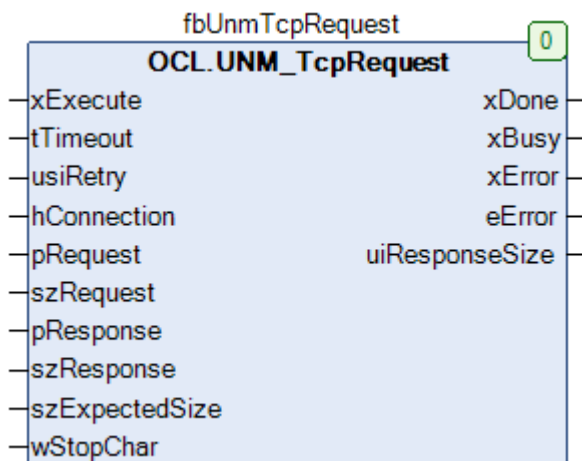 fbUnmTcpRequest
0
OCL.UNM_TcpRequest
xExecute xDone
tTimeout xBusy
usiRetry xError
hConnection eError
pRequest uiResponseSize
szRequest
pResponse
szResponse
szExpectedSize
wStopChar